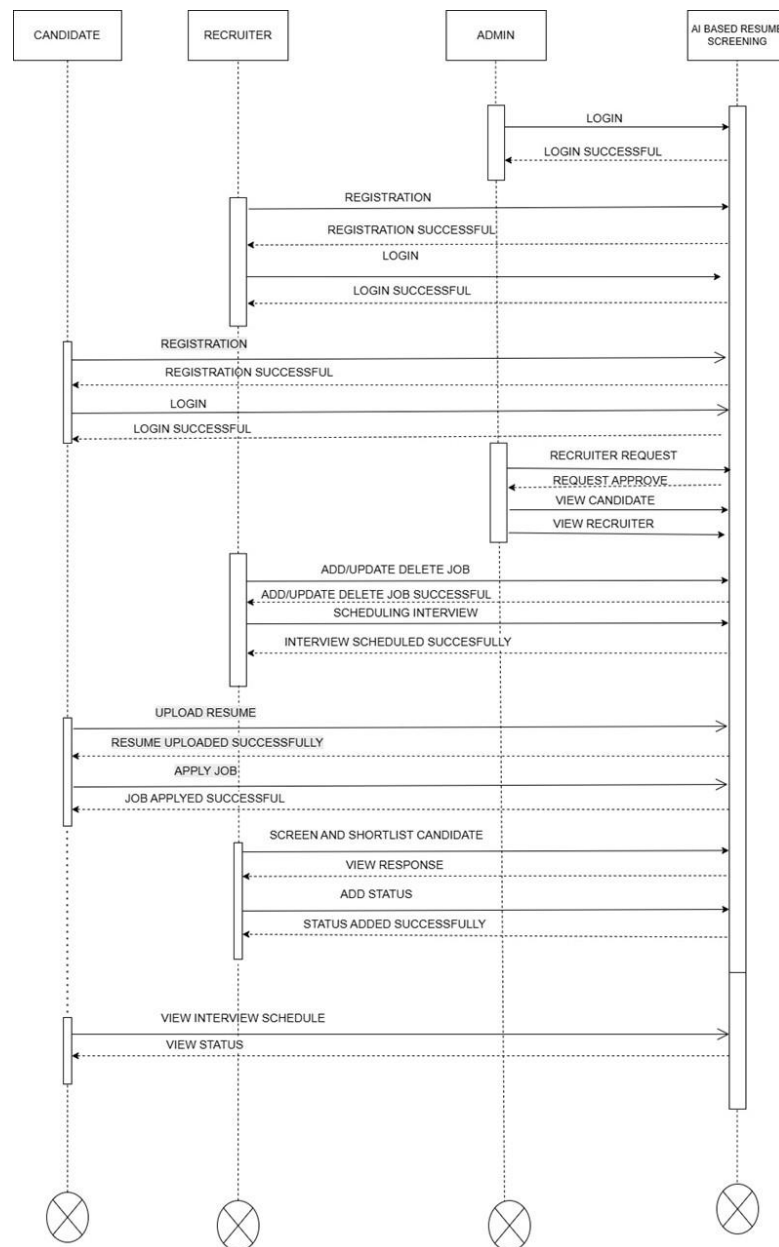 CANDIDATE
RECRUITER
ADMIN
AI BASED RESUME
SCREENING
LOGIN
LOGIN SUCCESSFUL
REGISTRATION
REGISTRATION SUCCESSFUL
LOGIN
LOGIN SUCCESSFUL
REGISTRATION
REGISTRATION SUCCESSFUL
LOGIN
LOGIN SUCCESSFUL
RECRUITER REQUEST
REQUEST APPROVE
VIEW CANDIDATE
VIEW RECRUITER
ADD/UPDATE DELETE JOB
ADD/UPDATE DELETE JOB SUCCESSFUL
SCHEDULING INTERVIEW
INTERVIEW SCHEDULED SUCCESFULLY
UPLOAD RESUME
RESUME UPLOADED SUCCESSFULLY
APPLY JOB
JOB APPLYED SUCCESSFUL
SCREEN AND SHORTLIST CANDIDATE
VIEW RESPONSE
ADD STATUS
STATUS ADDED SUCCESSFULLY
VIEW INTERVIEW SCHEDULE
VIEW STATUS